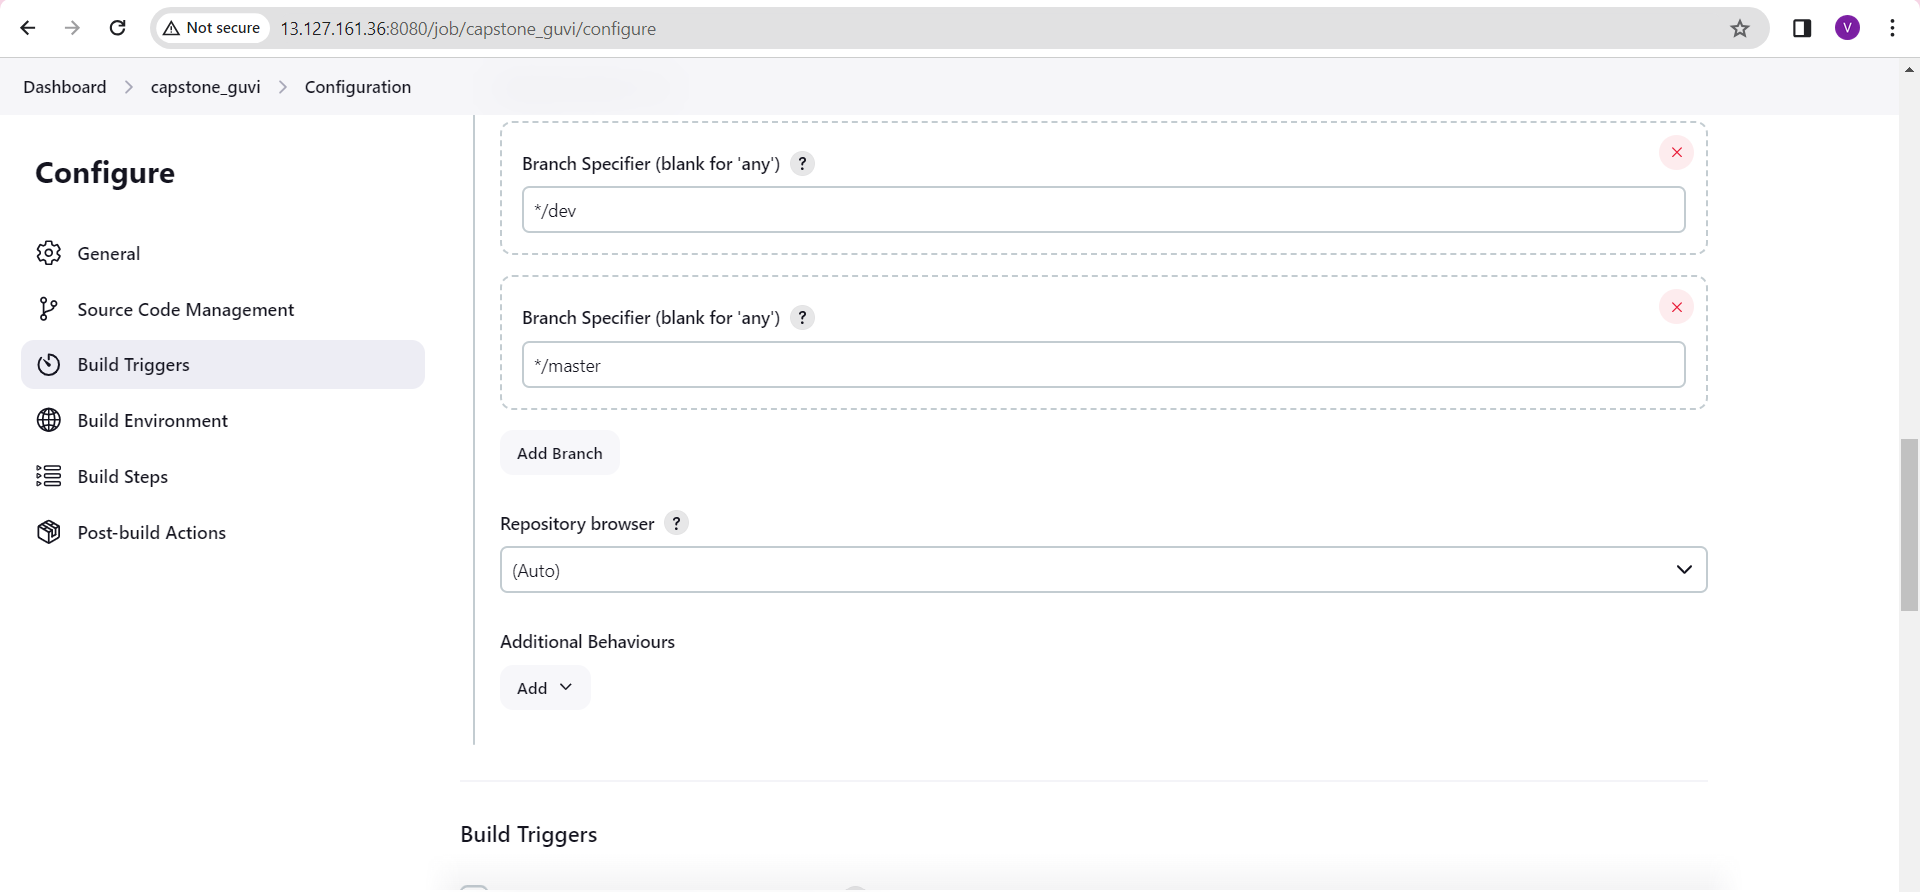 Not secure
13.127.161.36:8080/job/capstone_guvi/configure
V
Dashboard
capstone_guvi
Configuration
Configure
General
Source Code Management
Build Triggers
Build Environment
Build Steps
Post-build Actions
Branch Specifier (blank for 'any') ?
*/dev
Branch Specifier (blank for 'any') ?
*/master
Add Branch
Repository browser ?
(Auto)
Additional Behaviours
Add
Build Triggers